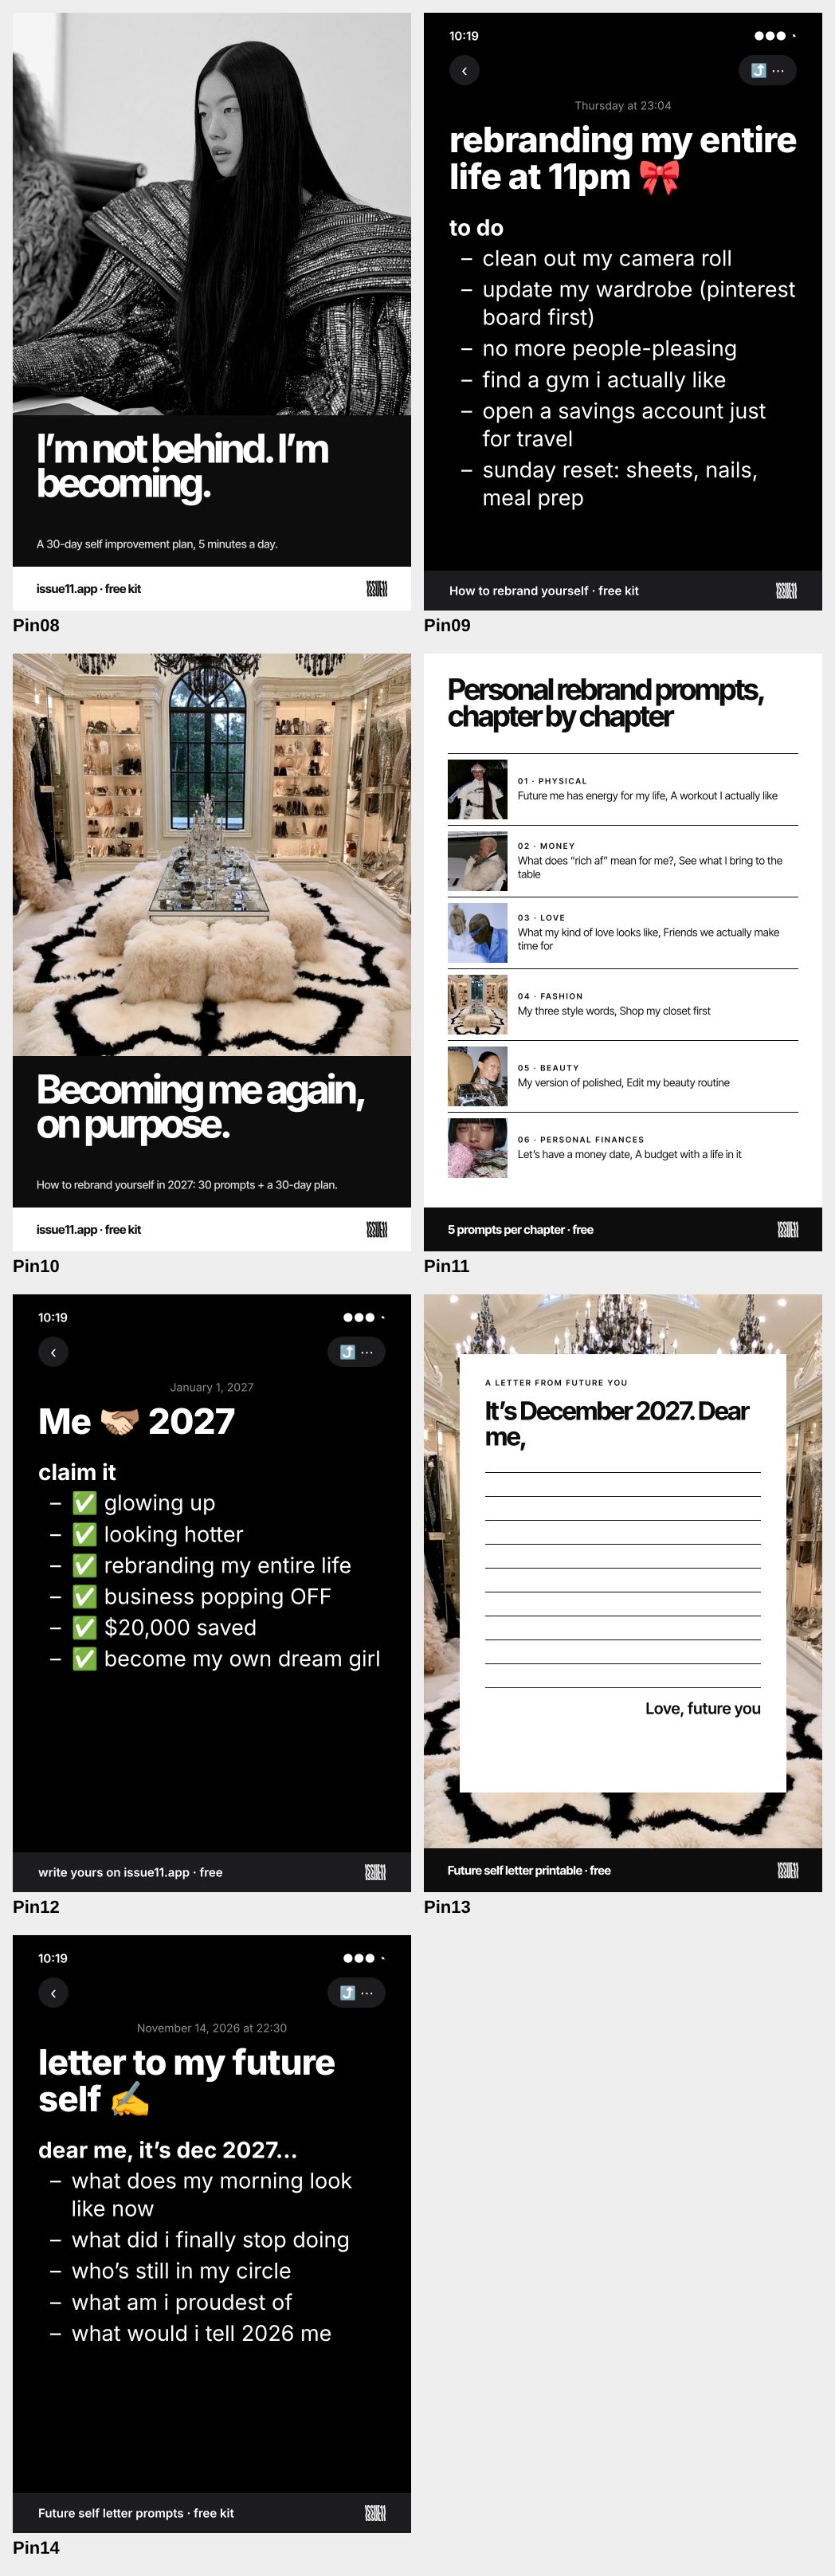 I'm not behind. I'm
becoming.
A 30-day self improvement plan, 5 minutes a day.
issue11.app · free kit
ISSUE11
Pin08
10:19
Thursday at 23:04
rebranding my entire
life at 11pm 🎀
to do
– clean out my camera roll
– update my wardrobe (pinterest
board first)
– no more people-pleasing
– find a gym i actually like
– open a savings account just
for travel
– sunday reset: sheets, nails,
meal prep
How to rebrand yourself · free kit
ISSUE11
Pin09
Becoming me again,
on purpose.
How to rebrand yourself in 2027: 30 prompts + a 30-day plan.
issue11.app · free kit
ISSUE11
Pin10
Personal rebrand prompts,
chapter by chapter
01 · PHYSICAL
Future me has energy for my life, A workout I actually like
02 · MONEY
What does “rich af” mean for me?, See what I bring to the
table
03 · LOVE
What my kind of love looks like, Friends we actually make
time for
04 · FASHION
My three style words, Shop my closet first
05 · BEAUTY
My version of polished, Edit my beauty routine
06 · PERSONAL FINANCES
Let's have a money date, A budget with a life in it
5 prompts per chapter · free
ISSUE11
Pin11
10:19
January 1, 2027
Me 🤝🏼 2027
claim it
– ✅ glowing up
– ✅ looking hotter
– ✅ rebranding my entire life
– ✅ business popping OFF
– ✅ $20,000 saved
– ✅ become my own dream girl
write yours on issue11.app · free
ISSUE11
Pin12
A LETTER FROM FUTURE YOU
It's December 2027. Dear
me,
Love, future you
Future self letter printable · free
ISSUE11
Pin13
10:19
November 14, 2026 at 22:30
letter to my future
self ✍️
dear me, it's dec 2027...
– what does my morning look
like now
– what did i finally stop doing
– who's still in my circle
– what am i proudest of
– what would i tell 2026 me
Future self letter prompts · free kit
ISSUE11
Pin14